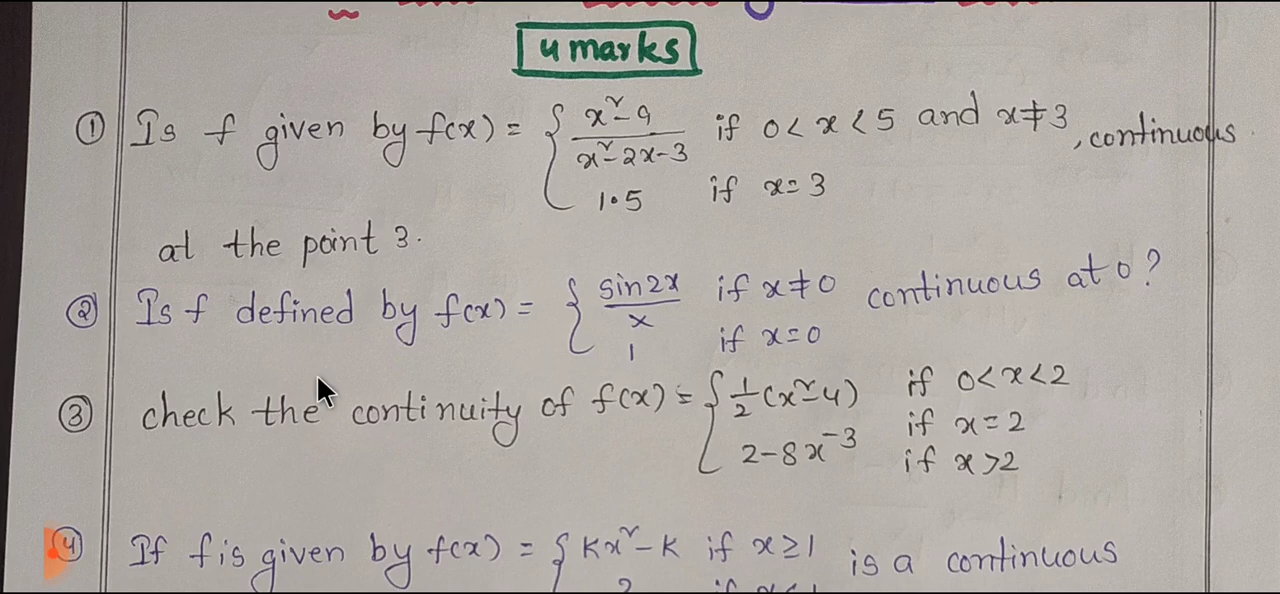 4 marks
① Is f given by f(x) = { x²-9 / x²-2x-3 if 0<x<5 and x≠3 , continuous
1.5 if x=3
at the point 3.
② Is f defined by f(x) = { sin2x / x if x≠0 continuous at 0?
1 if x=0
③ check the continuity of f(x) = { 1/2 (x²-4) if 0<x<2
if x=2
2-8x⁻³ if x>2
④ If f is given by f(x) = { Kx²-K if x≥1 is a continuous